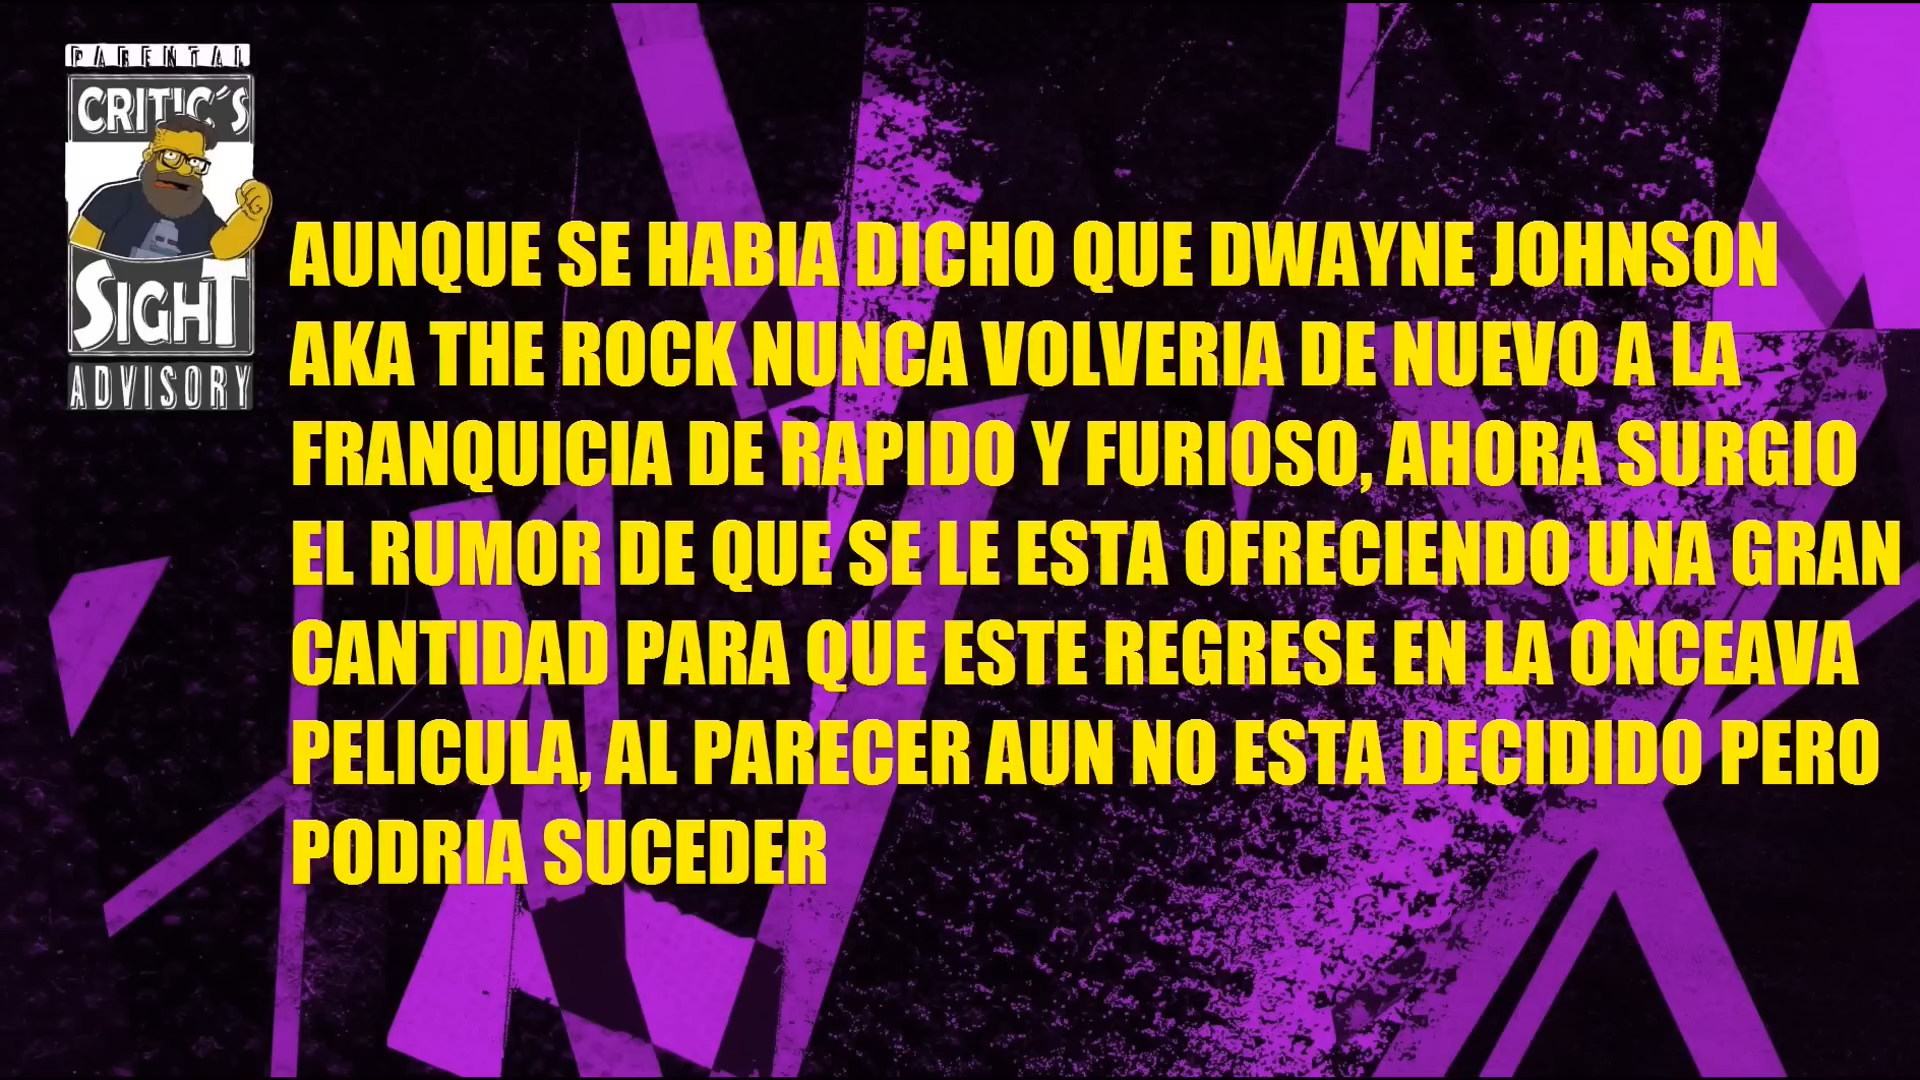 PARENTAL
CRITIC´S
SIGHT
ADVISORY
AUNQUE SE HABIA DICHO QUE DWAYNE JOHNSON
AKA THE ROCK NUNCA VOLVERIA DE NUEVO A LA
FRANQUICIA DE RAPIDO Y FURIOSO, AHORA SURGIO
EL RUMOR DE QUE SE LE ESTA OFRECIENDO UNA GRAN
CANTIDAD PARA QUE ESTE REGRESE EN LA ONCEAVA
PELICULA, AL PARECER AUN NO ESTA DECIDIDO PERO
PODRIA SUCEDER